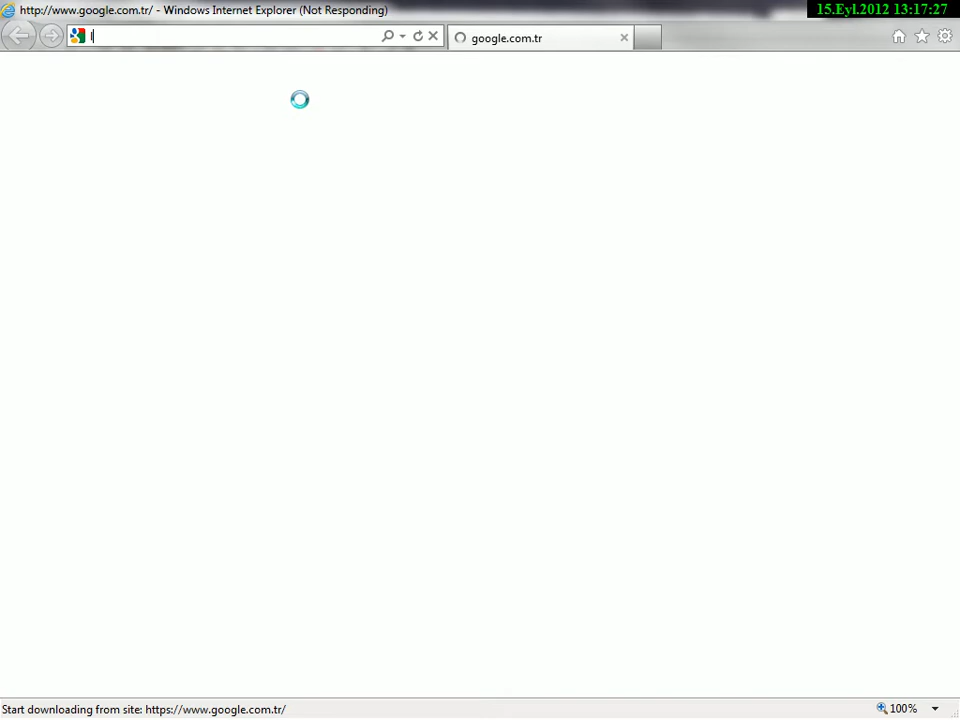 http://www.google.com.tr/ - Windows Internet Explorer (Not Responding)
15.Eyl.2012 13:17:27
google.com.tr
Start downloading from site: https://www.google.com.tr/
100%